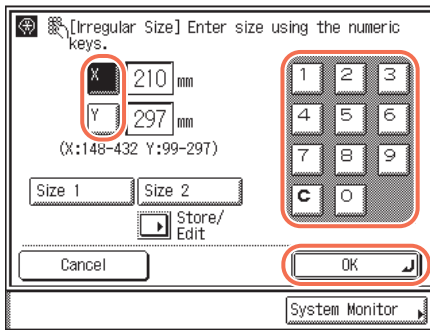 [Irregular Size] Enter size using the numeric
keys.
X 210 mm
Y 297 mm
(X:148-432 Y:99-297)
1 2 3
4 5 6
7 8 9
C 0
Size 1 Size 2
Store/
Edit
Cancel OK
System Monitor